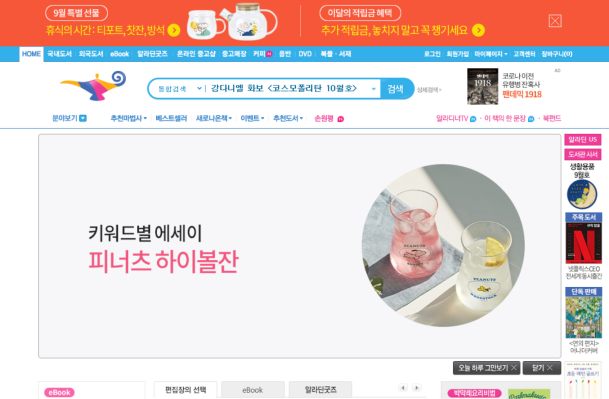 9월 특별 선물
휴식의 시간 : 티포트, 찻잔, 방석
이달의 적립금 혜택
추가 적립금, 놓치지 말고 꼭 챙기세요
HOME 국내도서 외국도서 eBook 알라딘굿즈 온라인 중고샵 중고매장 커피 N 음반 DVD 북플·서재
로그인 회원가입 마이페이지 고객센터 장바구니(0)
통합검색 강다니엘 화보 <코스모폴리탄 10월호> 검색 상세검색
AD
1918
코로나 이전
유행병 잔혹사
팬데믹 1918
분야보기 추천마법사 베스트셀러 새로나온책 이벤트 추천도서 손원평 N
알라디너TV N · 이 책의 한 문장 N · 북펀드
키워드별 에세이
피너츠 하이볼잔
PEANUTS
PEANUTS
WOODSTOCK
알라딘 US
도서관 사서
생활용품
9월호
주목 도서
N
넷플릭스CEO
전세계 동시출간
단독 판매
<연의 편지>
애나 더 커버
오늘 하루 그만보기 ✕ 닫기 ✕
eBook
편집장의 선택 eBook 알라딘굿즈